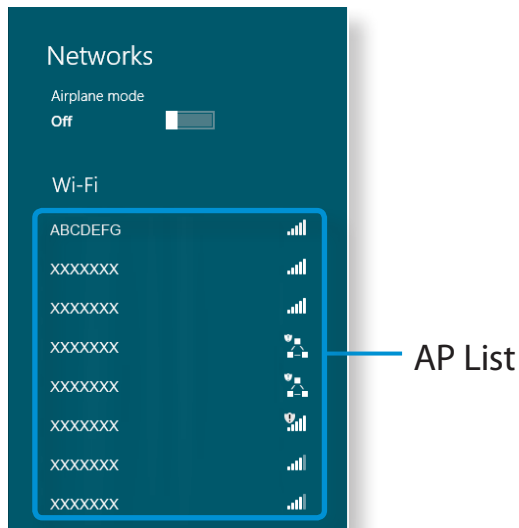 Networks
Airplane mode
Off
Wi-Fi
ABCDEFG
XXXXXXX
XXXXXXX
XXXXXXX
XXXXXXX
XXXXXXX
XXXXXXX
XXXXXXX
AP List